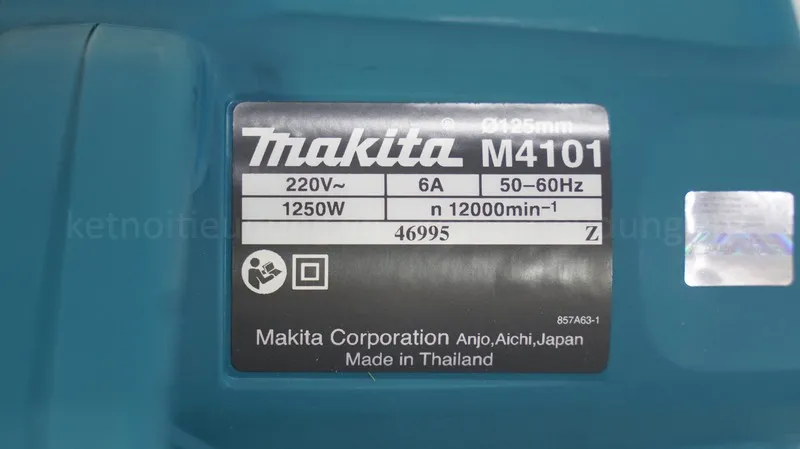 makita® Ø125mm
M4101
220V~ 6A 50–60Hz
1250W n 12000min⁻¹
46995 Z
857A63-1
Makita Corporation Anjo,Aichi,Japan
Made in Thailand